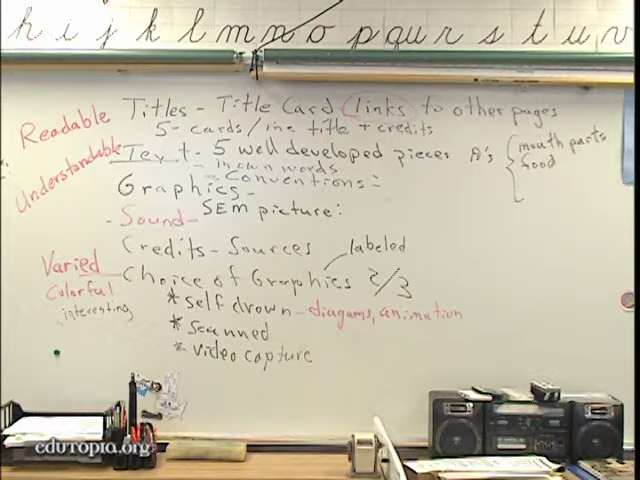 h i j k l m n o p qu r s t u v
Titles - Title Card (links to other pages
5 - cards / inc title + credits
Readable
Text - 5 well developed pieces
A's { mouth parts
food
- in own words
- Conventions:
Understandable
Graphics -
SEM picture:
- Sound -
Credits - Sources
labeled
Varied
Choice of Graphics 2/3
Colorful
* self drawn - diagams, animation
interesting
* Scanned
* video capture
edutopia.org